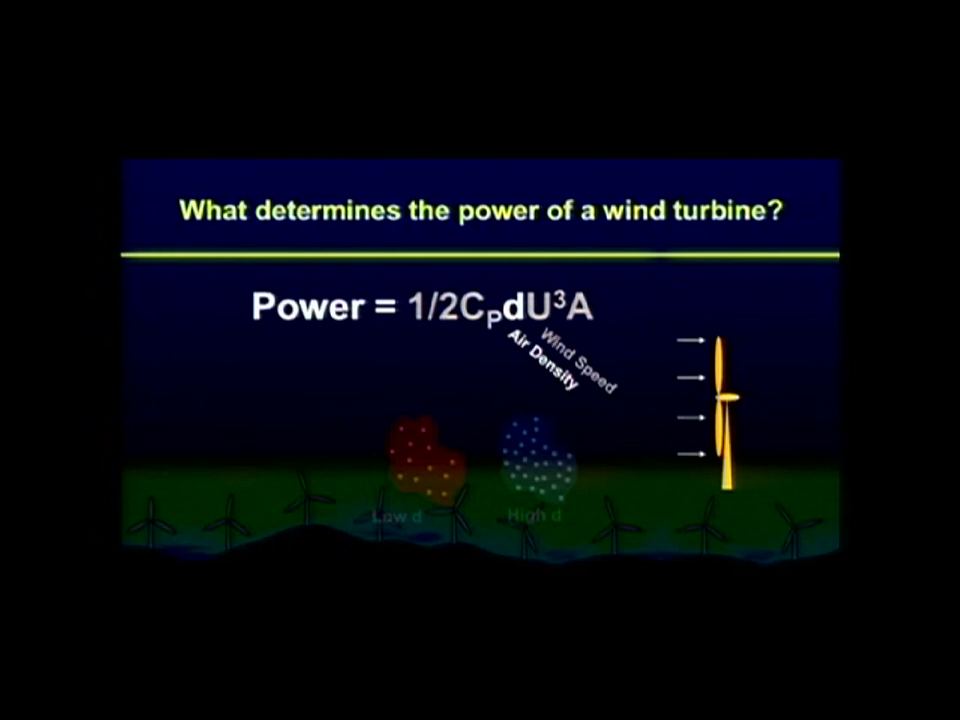 What determines the power of a wind turbine?
Power = 1/2CₚdU³A
Wind Speed
Air Density
Low d
High d